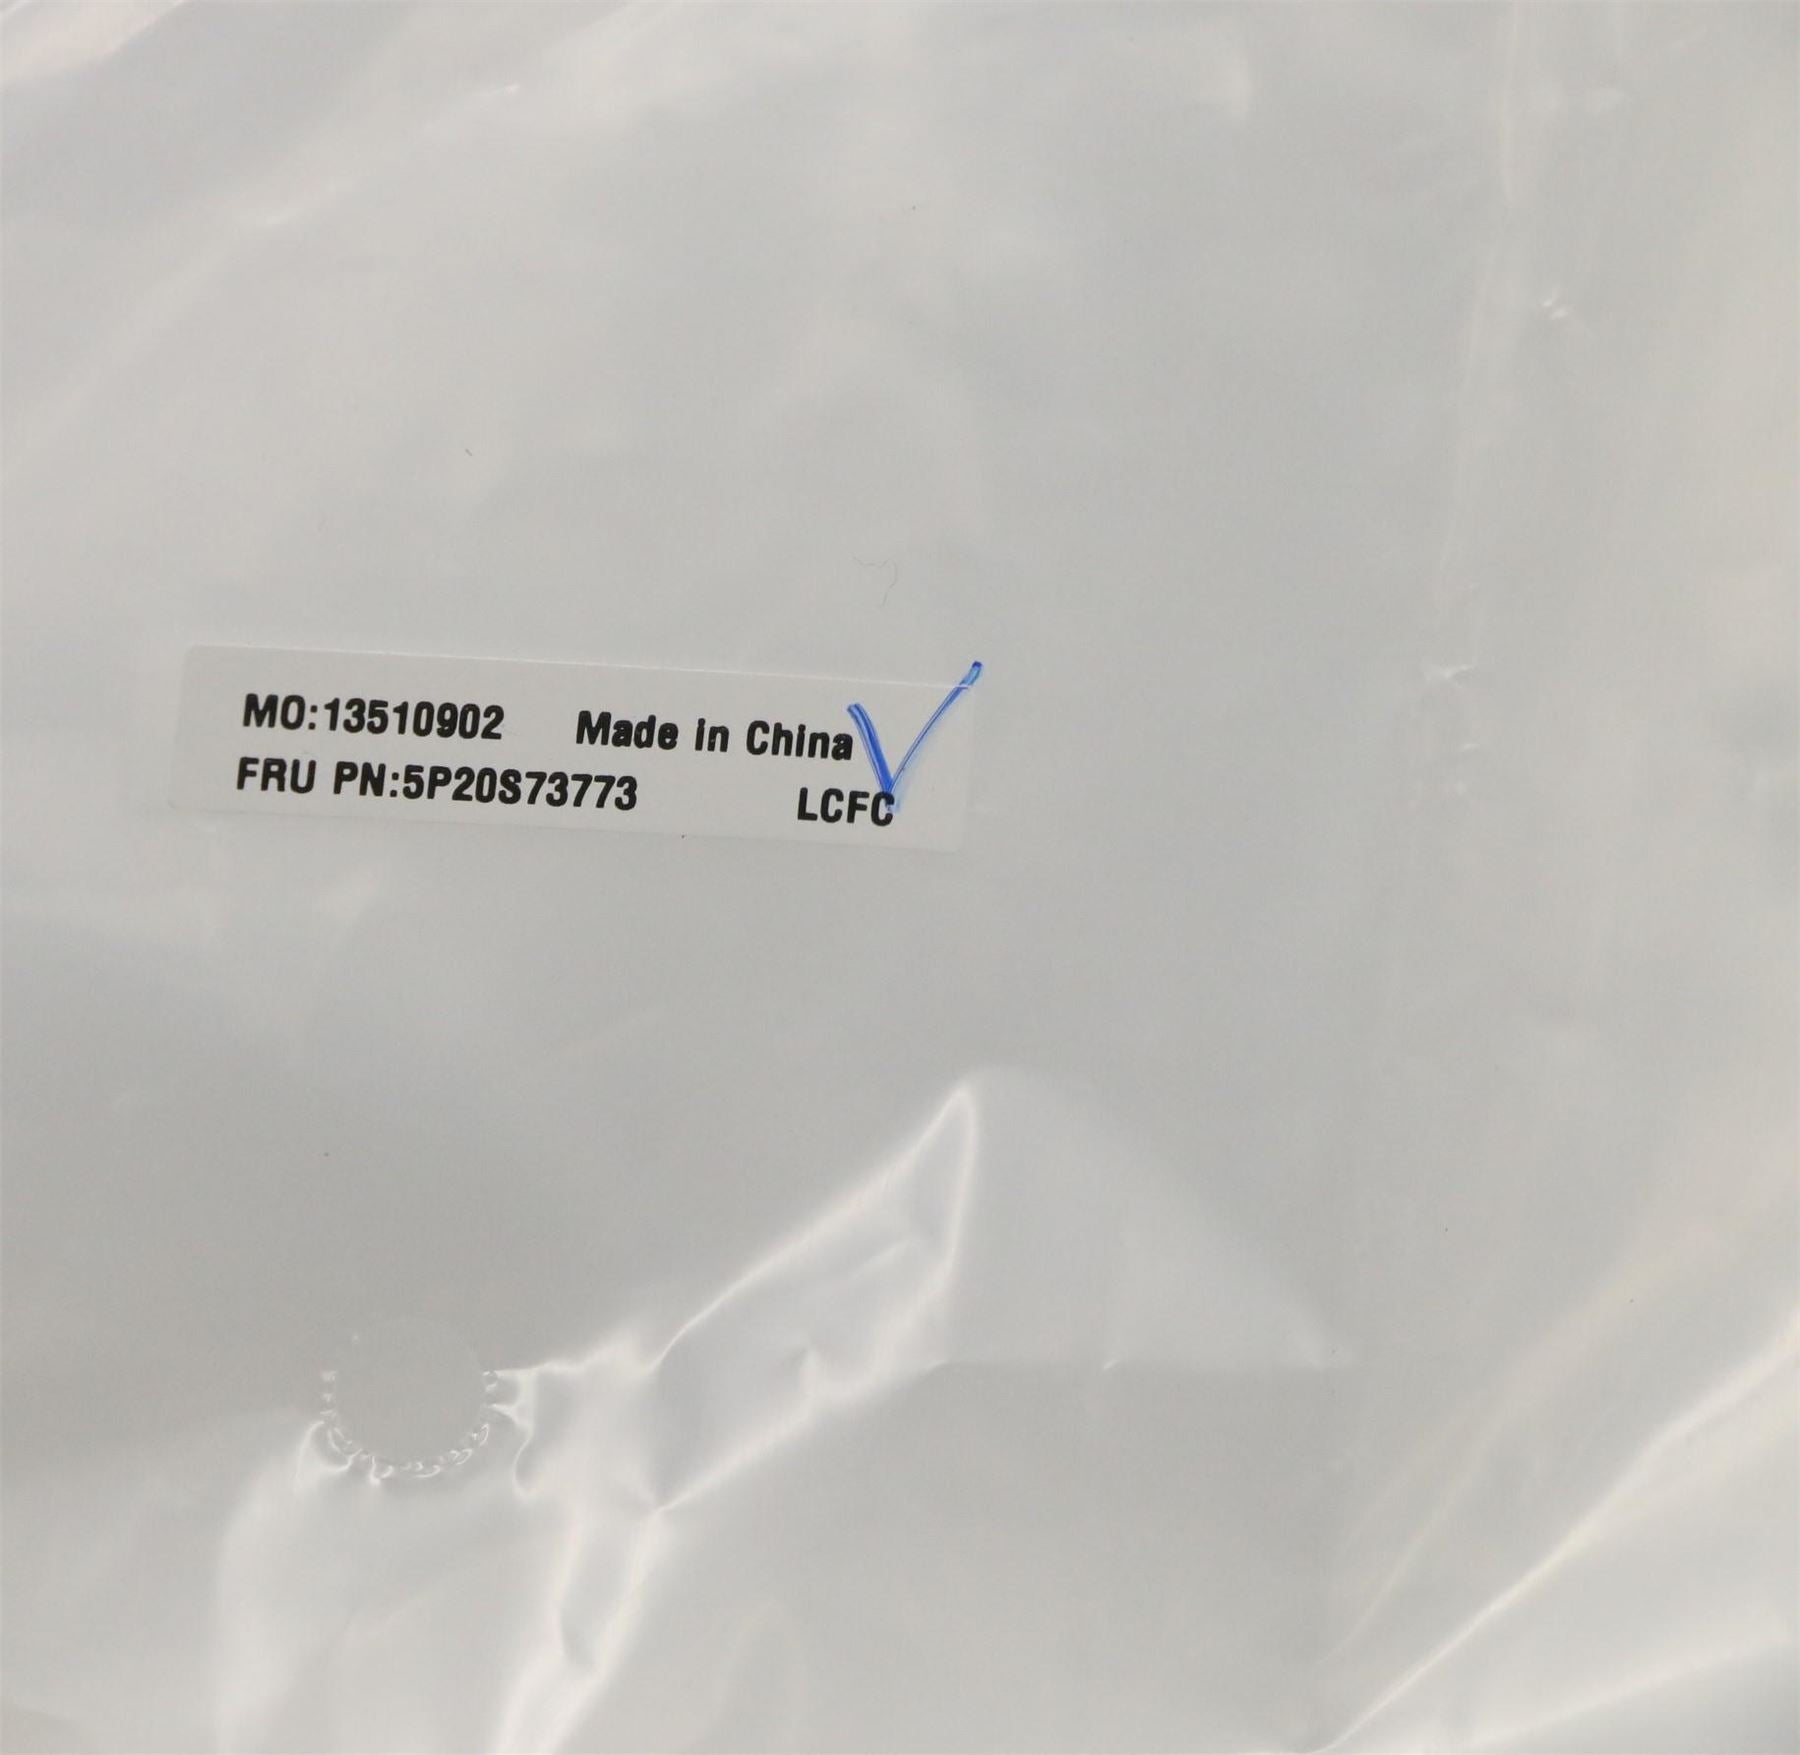 MO:13510902 Made in China
FRU PN:5P20S73773 LCFC